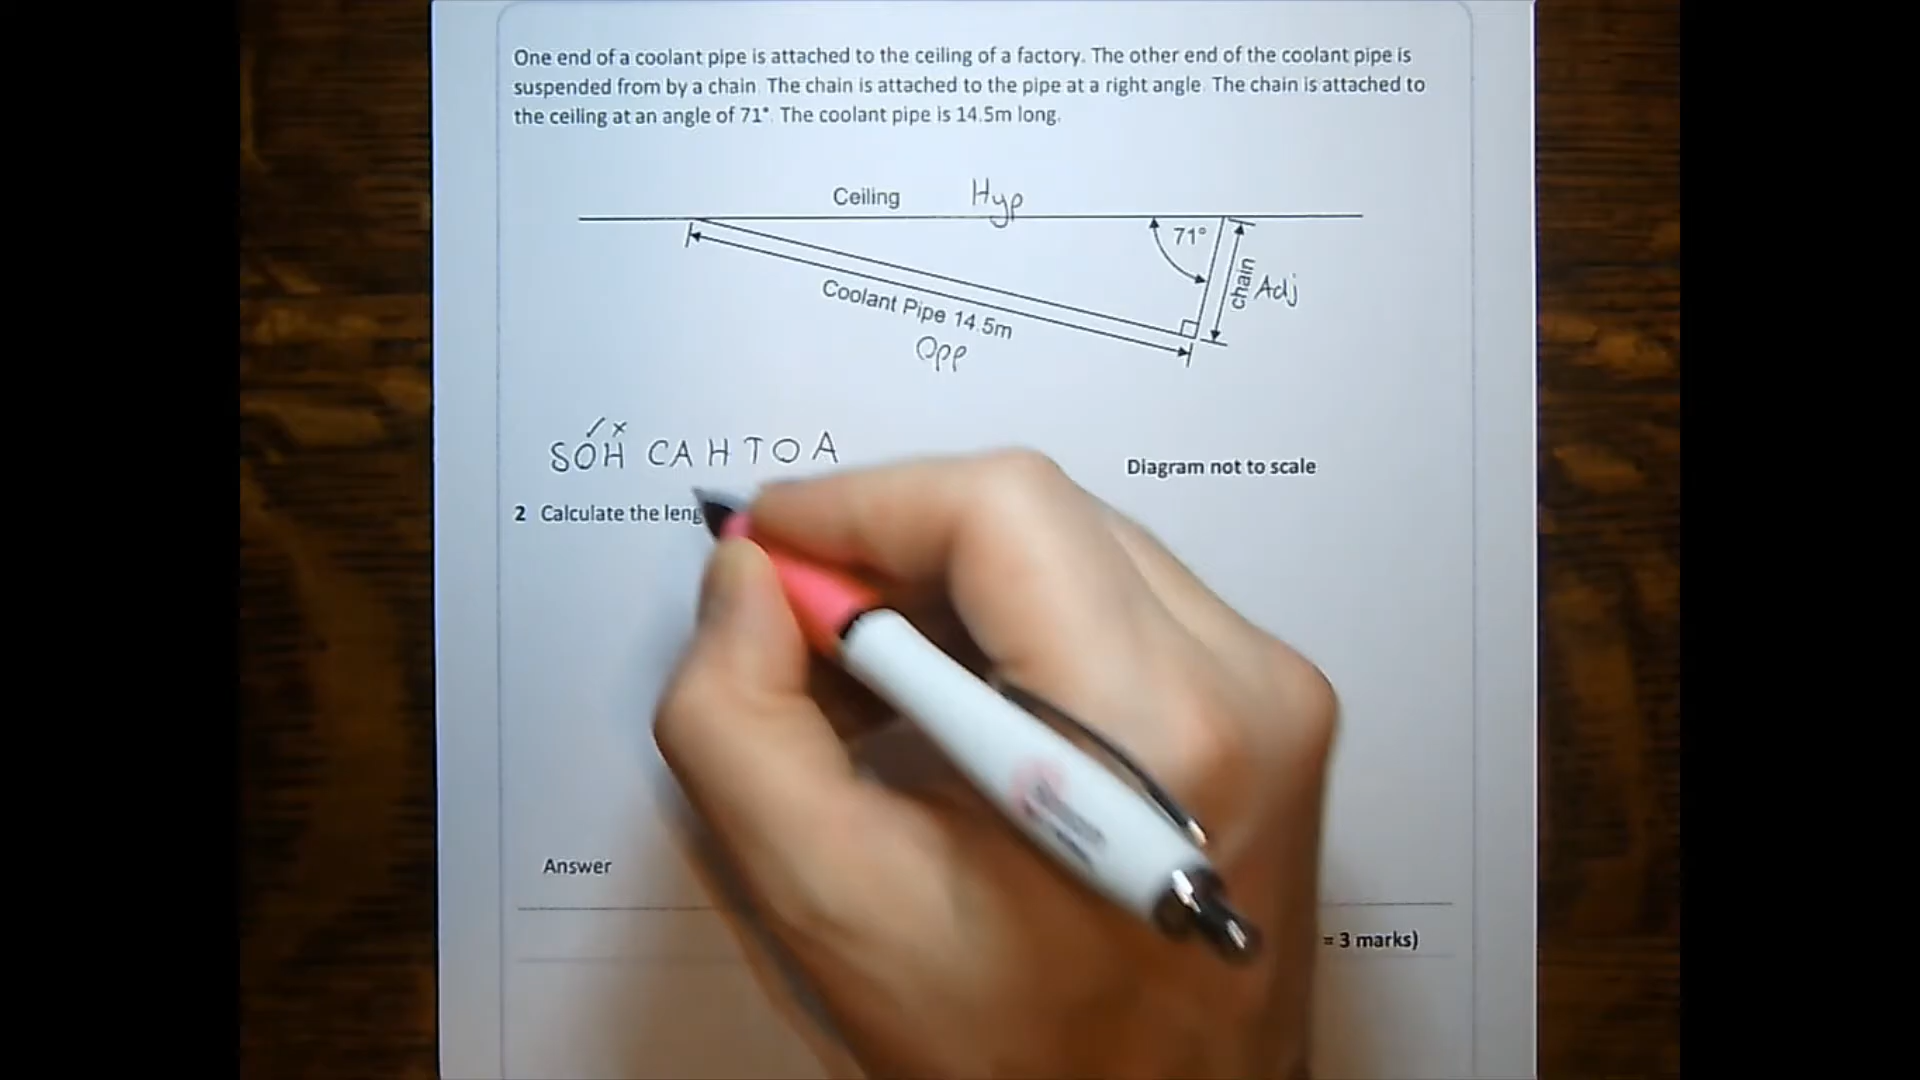 One end of a coolant pipe is attached to the ceiling of a factory. The other end of the coolant pipe is
suspended from by a chain. The chain is attached to the pipe at a right angle. The chain is attached to
the ceiling at an angle of 71°. The coolant pipe is 14.5m long.
Ceiling Hyp
71°
chain Adj
Coolant Pipe 14.5m
Opp
✓ ×
SOH CAH TOA
Diagram not to scale
2 Calculate the leng
Answer
= 3 marks)